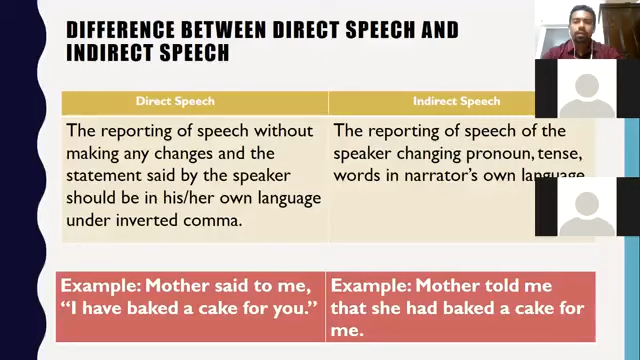 DIFFERENCE BETWEEN DIRECT SPEECH AND
INDIRECT SPEECH
Direct Speech
The reporting of speech without
making any changes and the
statement said by the speaker
should be in his/her own language
under inverted comma.
Indirect Speech
The reporting of speech of the
speaker changing pronoun, tense,
words in narrator's own language
Example: Mother said to me,
“I have baked a cake for you.”
Example: Mother told me
that she had baked a cake for
me.